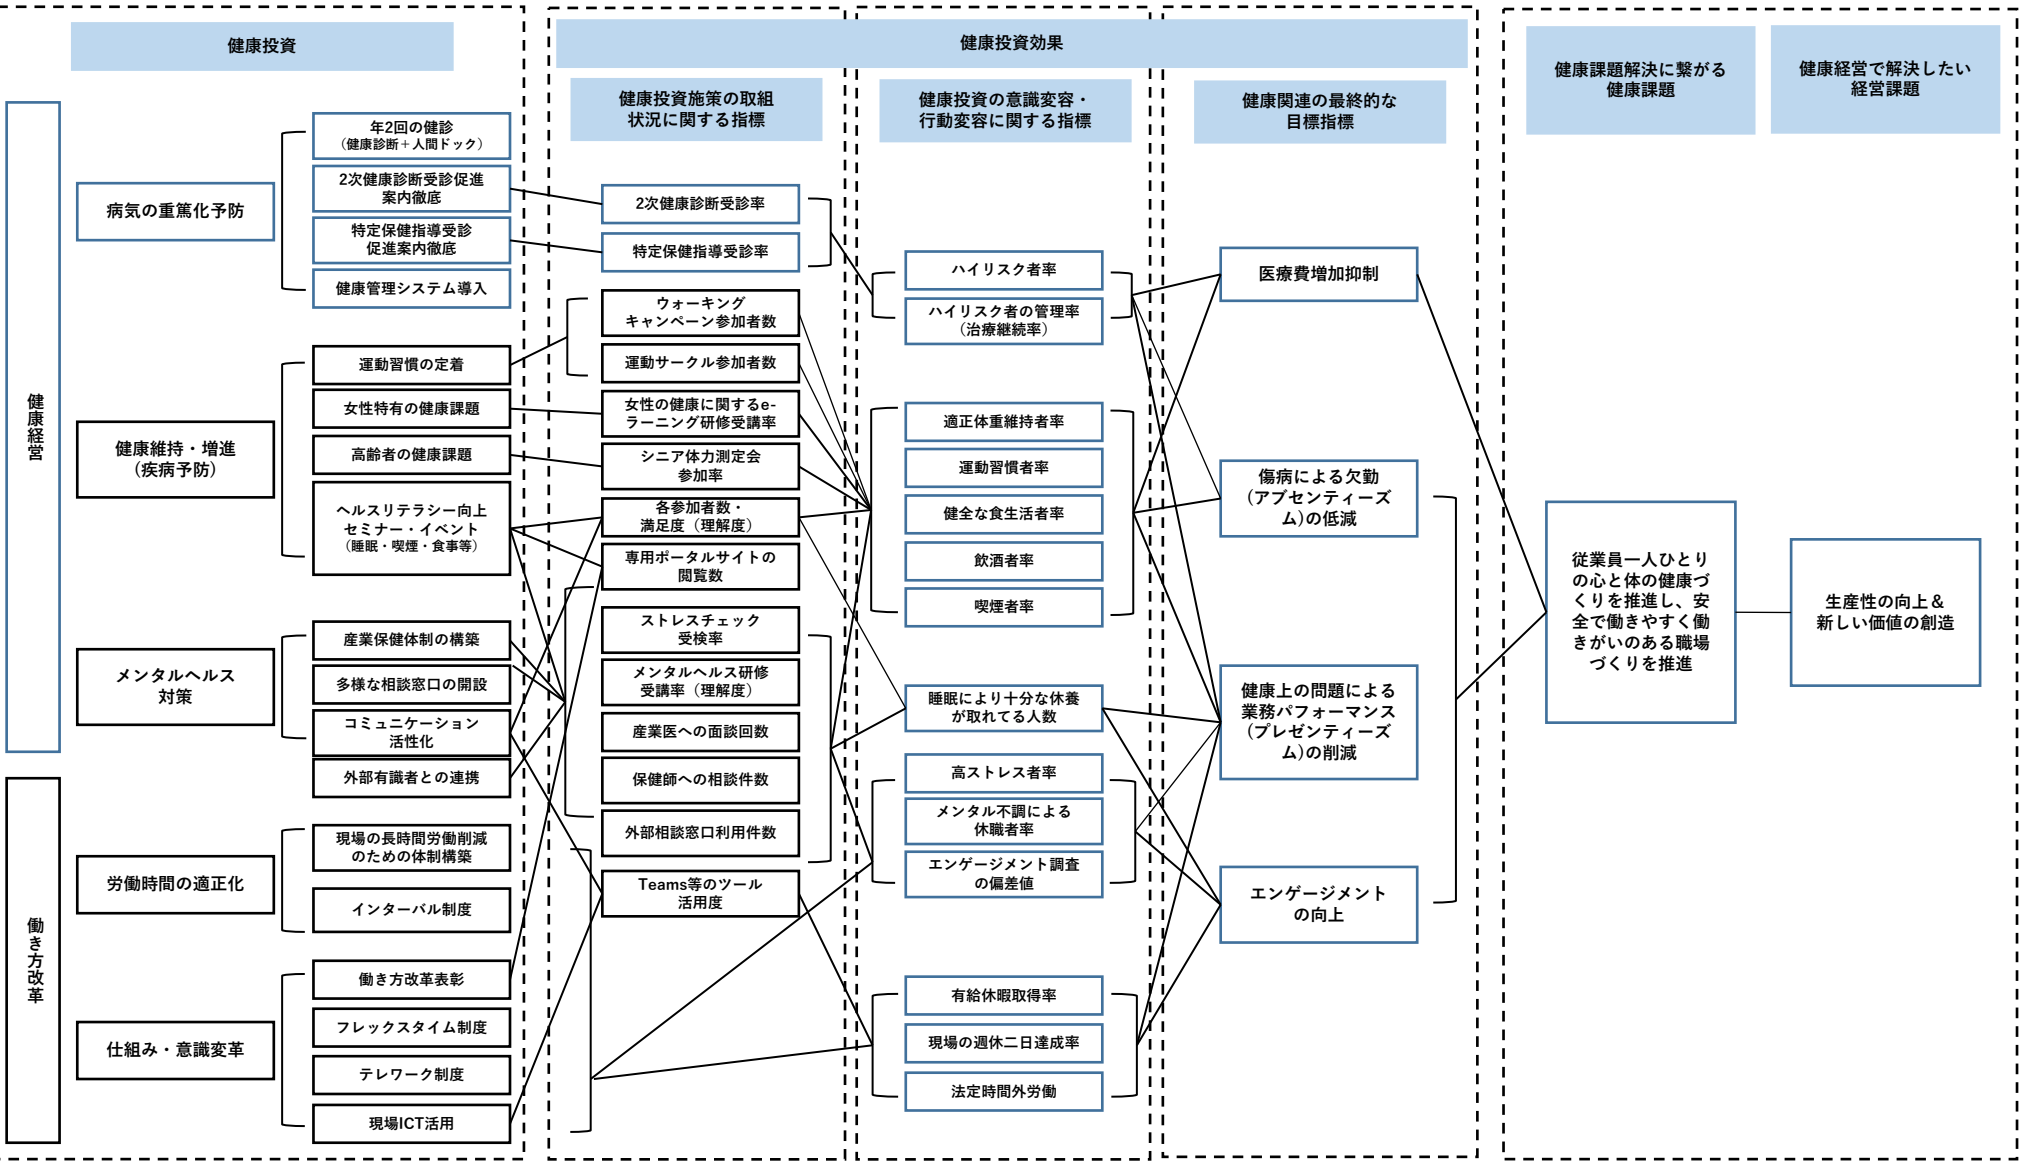 健康投資
健康投資効果
健康課題解決に繋がる
健康課題
健康経営で解決したい
経営課題
健康投資施策の取組
状況に関する指標
健康投資の意識変容・
行動変容に関する指標
健康関連の最終的な
目標指標
健康経営
病気の重篤化予防
年2回の健診
（健康診断＋人間ドック）
2次健康診断受診促進
案内徹底
特定保健指導受診
促進案内徹底
健康管理システム導入
健康維持・増進
（疾病予防）
運動習慣の定着
女性特有の健康課題
高齢者の健康課題
ヘルスリテラシー向上
セミナー・イベント
（睡眠・喫煙・食事等）
メンタルヘルス
対策
産業保健体制の構築
多様な相談窓口の開設
コミュニケーション
活性化
外部有識者との連携
働き方改革
労働時間の適正化
現場の長時間労働削減
のための体制構築
インターバル制度
仕組み・意識変革
働き方改革表彰
フレックスタイム制度
テレワーク制度
現場ICT活用
2次健康診断受診率
特定保健指導受診率
ウォーキング
キャンペーン参加者数
運動サークル参加者数
女性の健康に関するe-
ラーニング研修受講率
シニア体力測定会
参加率
各参加者数・
満足度（理解度）
専用ポータルサイトの
閲覧数
ストレスチェック
受検率
メンタルヘルス研修
受講率（理解度）
産業医への面談回数
保健師への相談件数
外部相談窓口利用件数
Teams等のツール
活用度
ハイリスク者率
ハイリスク者の管理率
（治療継続率）
適正体重維持者率
運動習慣者率
健全な食生活者率
飲酒者率
喫煙者率
睡眠により十分な休養
が取れてる人数
高ストレス者率
メンタル不調による
休職者率
エンゲージメント調査
の偏差値
有給休暇取得率
現場の週休二日達成率
法定時間外労働
医療費増加抑制
傷病による欠勤
（アブセンティーズ
ム）の低減
健康上の問題による
業務パフォーマンス
（プレゼンティーズ
ム）の削減
エンゲージメント
の向上
従業員一人ひとり
の心と体の健康づ
くりを推進し、安
全で働きやすく働
きがいのある職場
づくりを推進
生産性の向上＆
新しい価値の創造